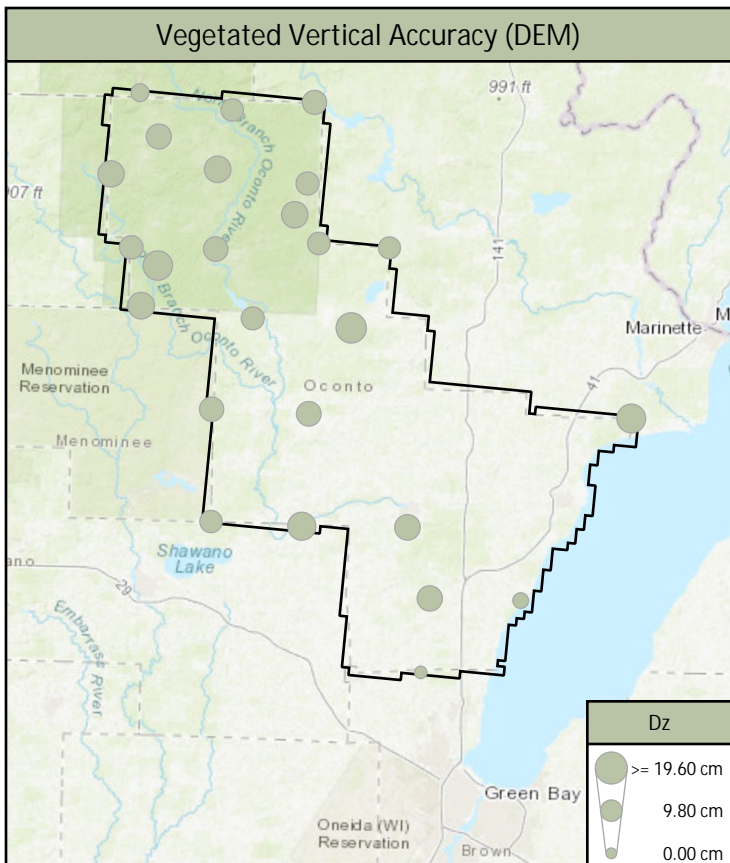 Vegetated Vertical Accuracy (DEM)
991 ft
Branch Oconto River
907 ft
141
Marinette
M
Branch
Oconto River
Menominee
Reservation
Oconto
41
Menominee
Shawano
Lake
ano
29
Embarrass River
Dz
>= 19.60 cm
9.80 cm
0.00 cm
Green Bay
Oneida (WI)
Reservation
Brown